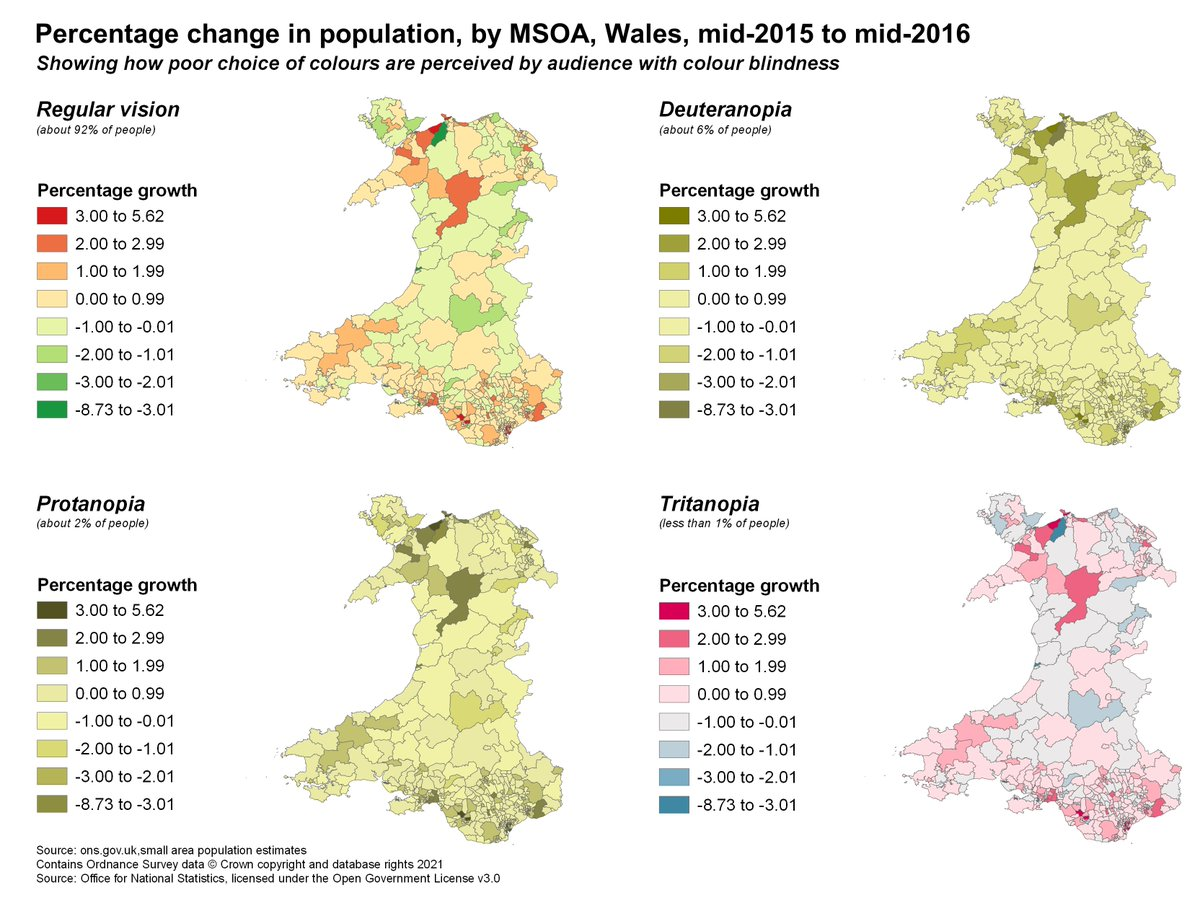 Percentage change in population, by MSOA, Wales, mid-2015 to mid-2016
Showing how poor choice of colours are perceived by audience with colour blindness
Regular vision
(about 92% of people)
Percentage growth
3.00 to 5.62
2.00 to 2.99
1.00 to 1.99
0.00 to 0.99
-1.00 to -0.01
-2.00 to -1.01
-3.00 to -2.01
-8.73 to -3.01
Deuteranopia
(about 6% of people)
Percentage growth
3.00 to 5.62
2.00 to 2.99
1.00 to 1.99
0.00 to 0.99
-1.00 to -0.01
-2.00 to -1.01
-3.00 to -2.01
-8.73 to -3.01
Protanopia
(about 2% of people)
Percentage growth
3.00 to 5.62
2.00 to 2.99
1.00 to 1.99
0.00 to 0.99
-1.00 to -0.01
-2.00 to -1.01
-3.00 to -2.01
-8.73 to -3.01
Tritanopia
(less than 1% of people)
Percentage growth
3.00 to 5.62
2.00 to 2.99
1.00 to 1.99
0.00 to 0.99
-1.00 to -0.01
-2.00 to -1.01
-3.00 to -2.01
-8.73 to -3.01
Source: ons.gov.uk,small area population estimates
Contains Ordnance Survey data © Crown copyright and database rights 2021
Source: Office for National Statistics, licensed under the Open Government License v3.0